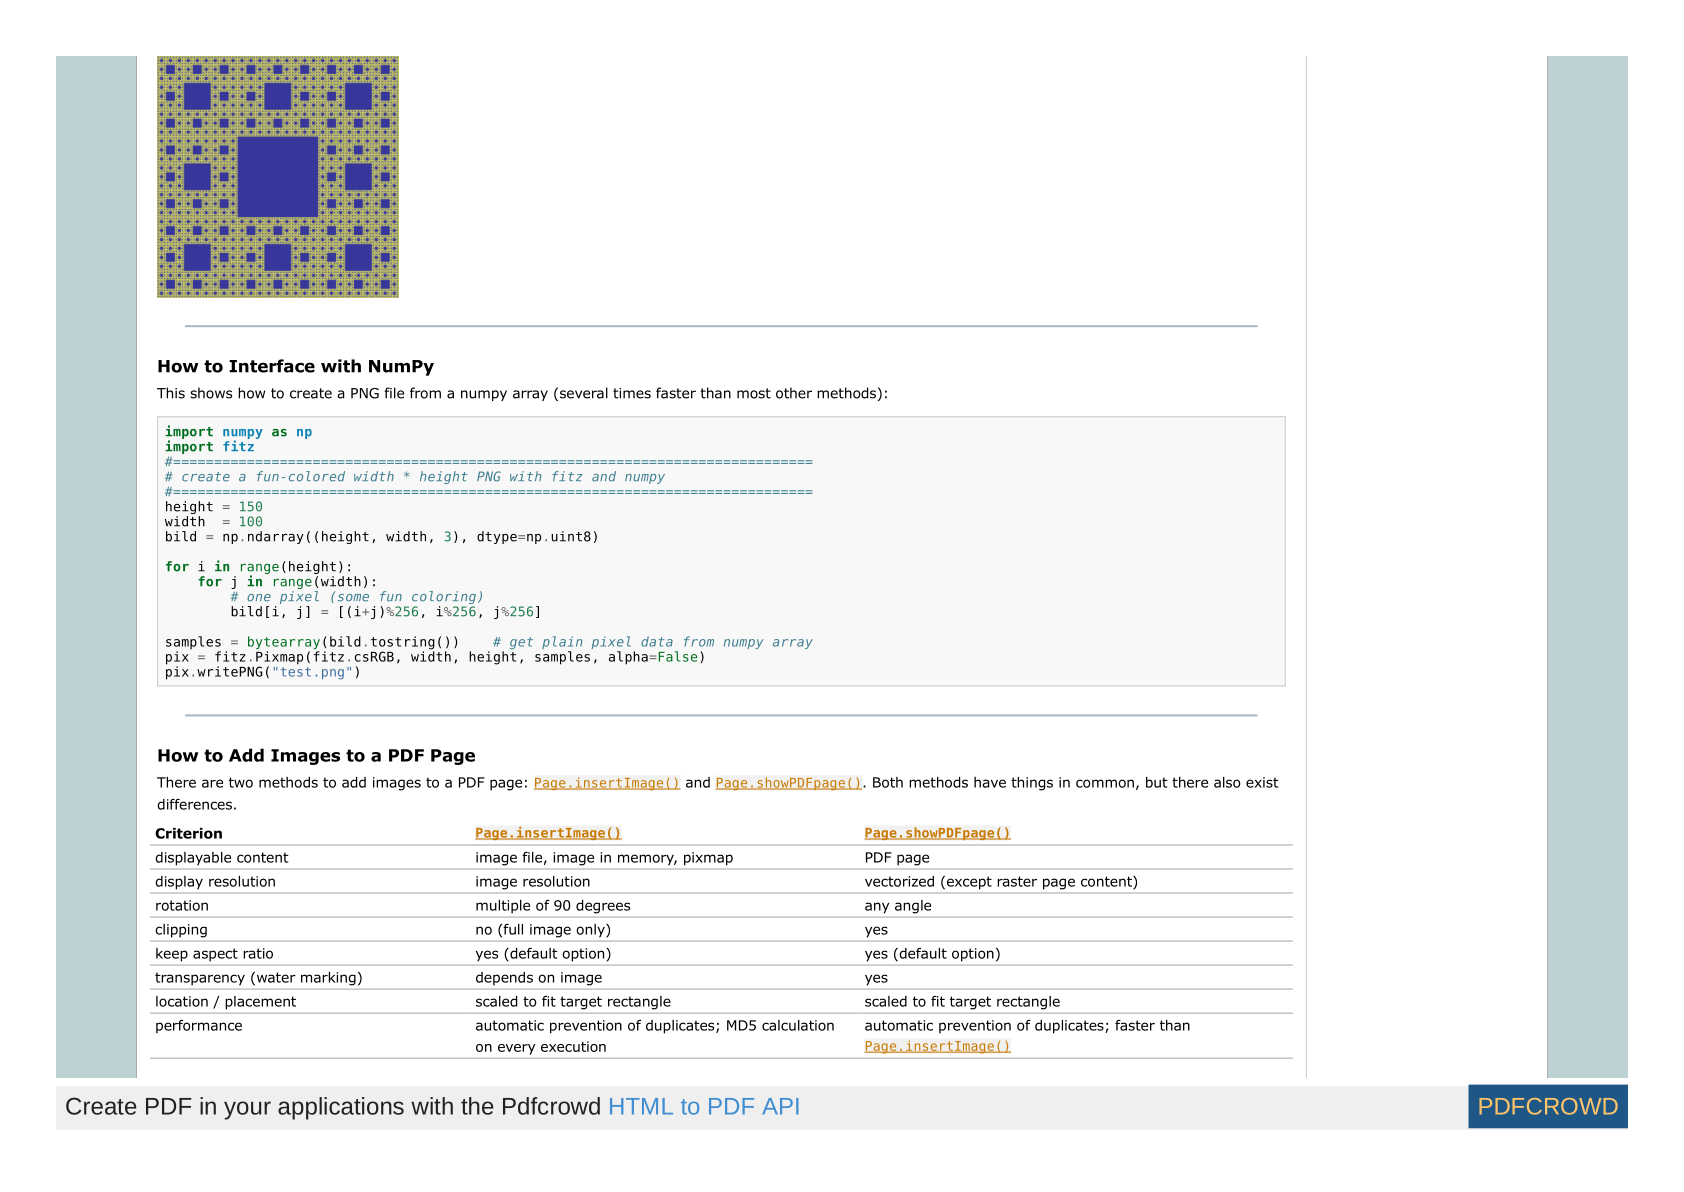 How to Interface with NumPy
This shows how to create a PNG file from a numpy array (several times faster than most other methods):
import numpy as np
import fitz
#==============================================================================
# create a fun-colored width * height PNG with fitz and numpy
#==============================================================================
height = 150
width  = 100
bild = np.ndarray((height, width, 3), dtype=np.uint8)
for i in range(height):
    for j in range(width):
        # one pixel (some fun coloring)
        bild[i, j] = [(i+j)%256, i%256, j%256]
samples = bytearray(bild.tostring())    # get plain pixel data from numpy array
pix = fitz.Pixmap(fitz.csRGB, width, height, samples, alpha=False)
pix.writePNG("test.png")
How to Add Images to a PDF Page
There are two methods to add images to a PDF page: Page.insertImage() and Page.showPDFpage(). Both methods have things in common, but there also exist
differences.
Criterion Page.insertImage() Page.showPDFpage()
displayable content image file, image in memory, pixmap PDF page
display resolution image resolution vectorized (except raster page content)
rotation multiple of 90 degrees any angle
clipping no (full image only) yes
keep aspect ratio yes (default option) yes (default option)
transparency (water marking) depends on image yes
location / placement scaled to fit target rectangle scaled to fit target rectangle
performance automatic prevention of duplicates; MD5 calculation automatic prevention of duplicates; faster than
on every execution Page.insertImage()
Create PDF in your applications with the Pdfcrowd HTML to PDF API PDFCROWD